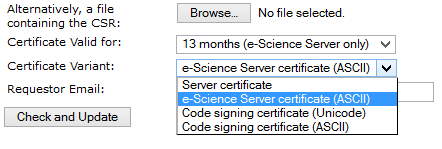 Alternatively, a file
containing the CSR:
Browse... No file selected.
Certificate Valid for: 13 months (e-Science Server only)
Certificate Variant: e-Science Server certificate (ASCII)
Server certificate
e-Science Server certificate (ASCII)
Code signing certificate (Unicode)
Code signing certificate (ASCII)
Requestor Email:
Check and Update